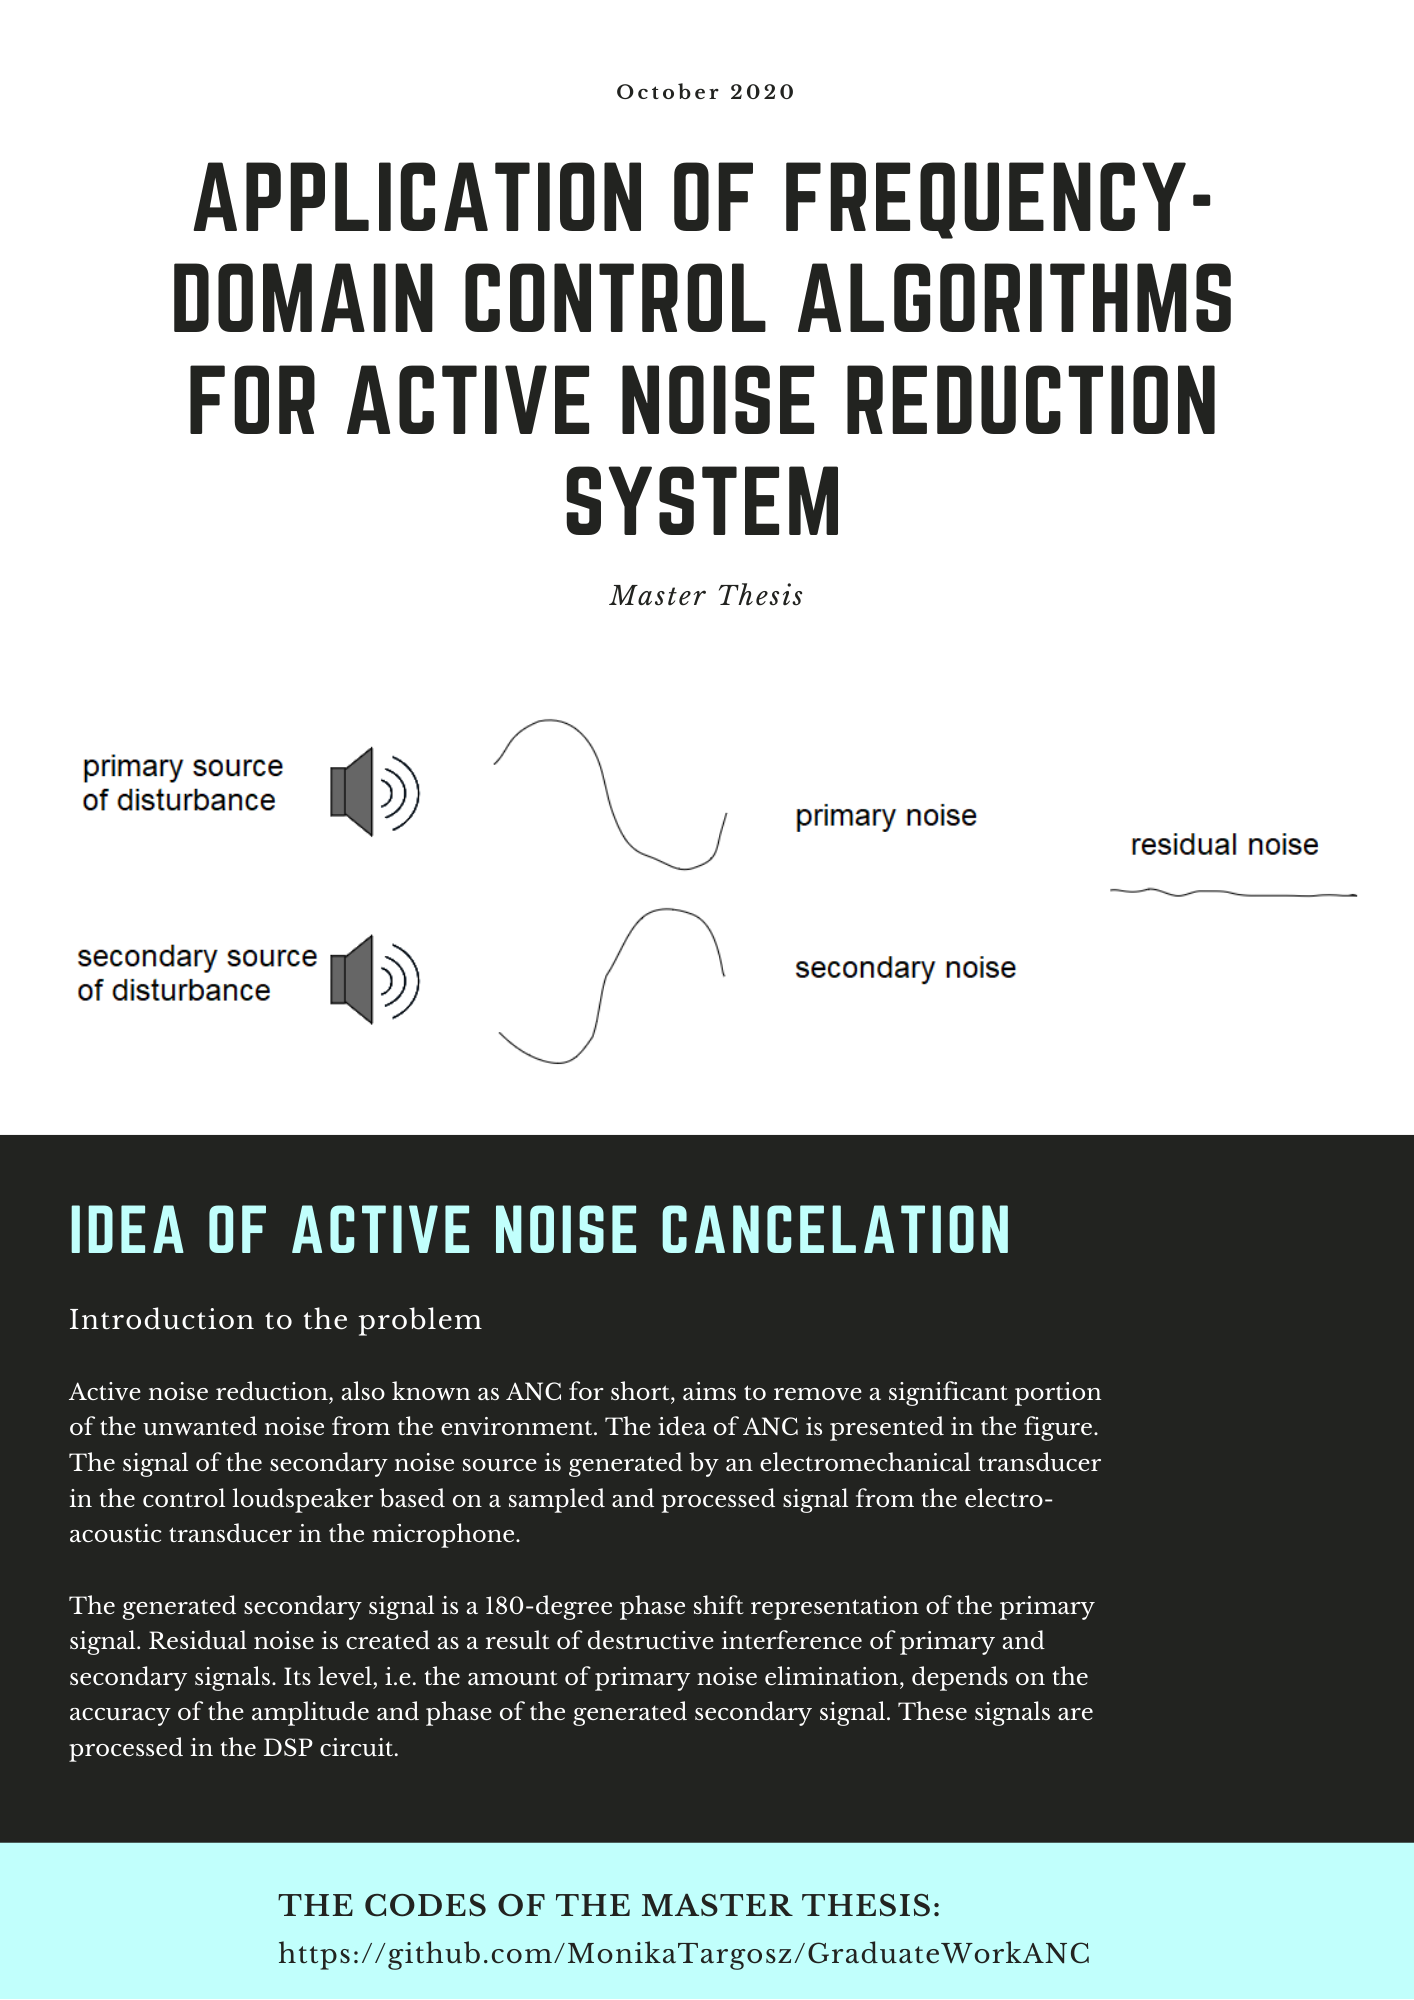 October 2020
APPLICATION OF FREQUENCY-
DOMAIN CONTROL ALGORITHMS
FOR ACTIVE NOISE REDUCTION
SYSTEM
Master Thesis
primary source
of disturbance
primary noise
residual noise
secondary source
of disturbance
secondary noise
IDEA OF ACTIVE NOISE CANCELATION
Introduction to the problem
Active noise reduction, also known as ANC for short, aims to remove a significant portion
of the unwanted noise from the environment. The idea of ANC is presented in the figure.
The signal of the secondary noise source is generated by an electromechanical transducer
in the control loudspeaker based on a sampled and processed signal from the electro-
acoustic transducer in the microphone.
The generated secondary signal is a 180-degree phase shift representation of the primary
signal. Residual noise is created as a result of destructive interference of primary and
secondary signals. Its level, i.e. the amount of primary noise elimination, depends on the
accuracy of the amplitude and phase of the generated secondary signal. These signals are
processed in the DSP circuit.
THE CODES OF THE MASTER THESIS:
https://github.com/MonikaTargosz/GraduateWorkANC